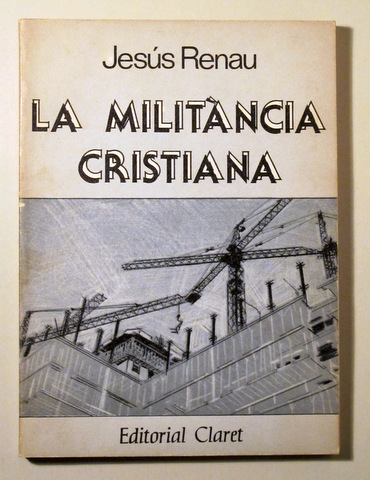 Jesús Renau
LA MILITÀNCIA
CRISTIANA
Editorial Claret